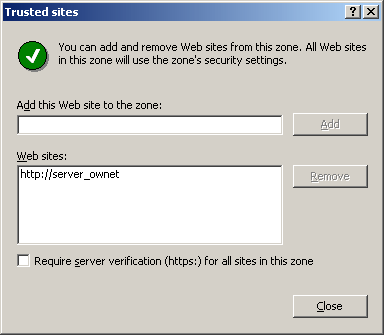 Trusted sites
You can add and remove Web sites from this zone. All Web sites
in this zone will use the zone's security settings.
Add this Web site to the zone:
Add
Web sites:
http://server_ownet
Remove
Require server verification (https:) for all sites in this zone
Close